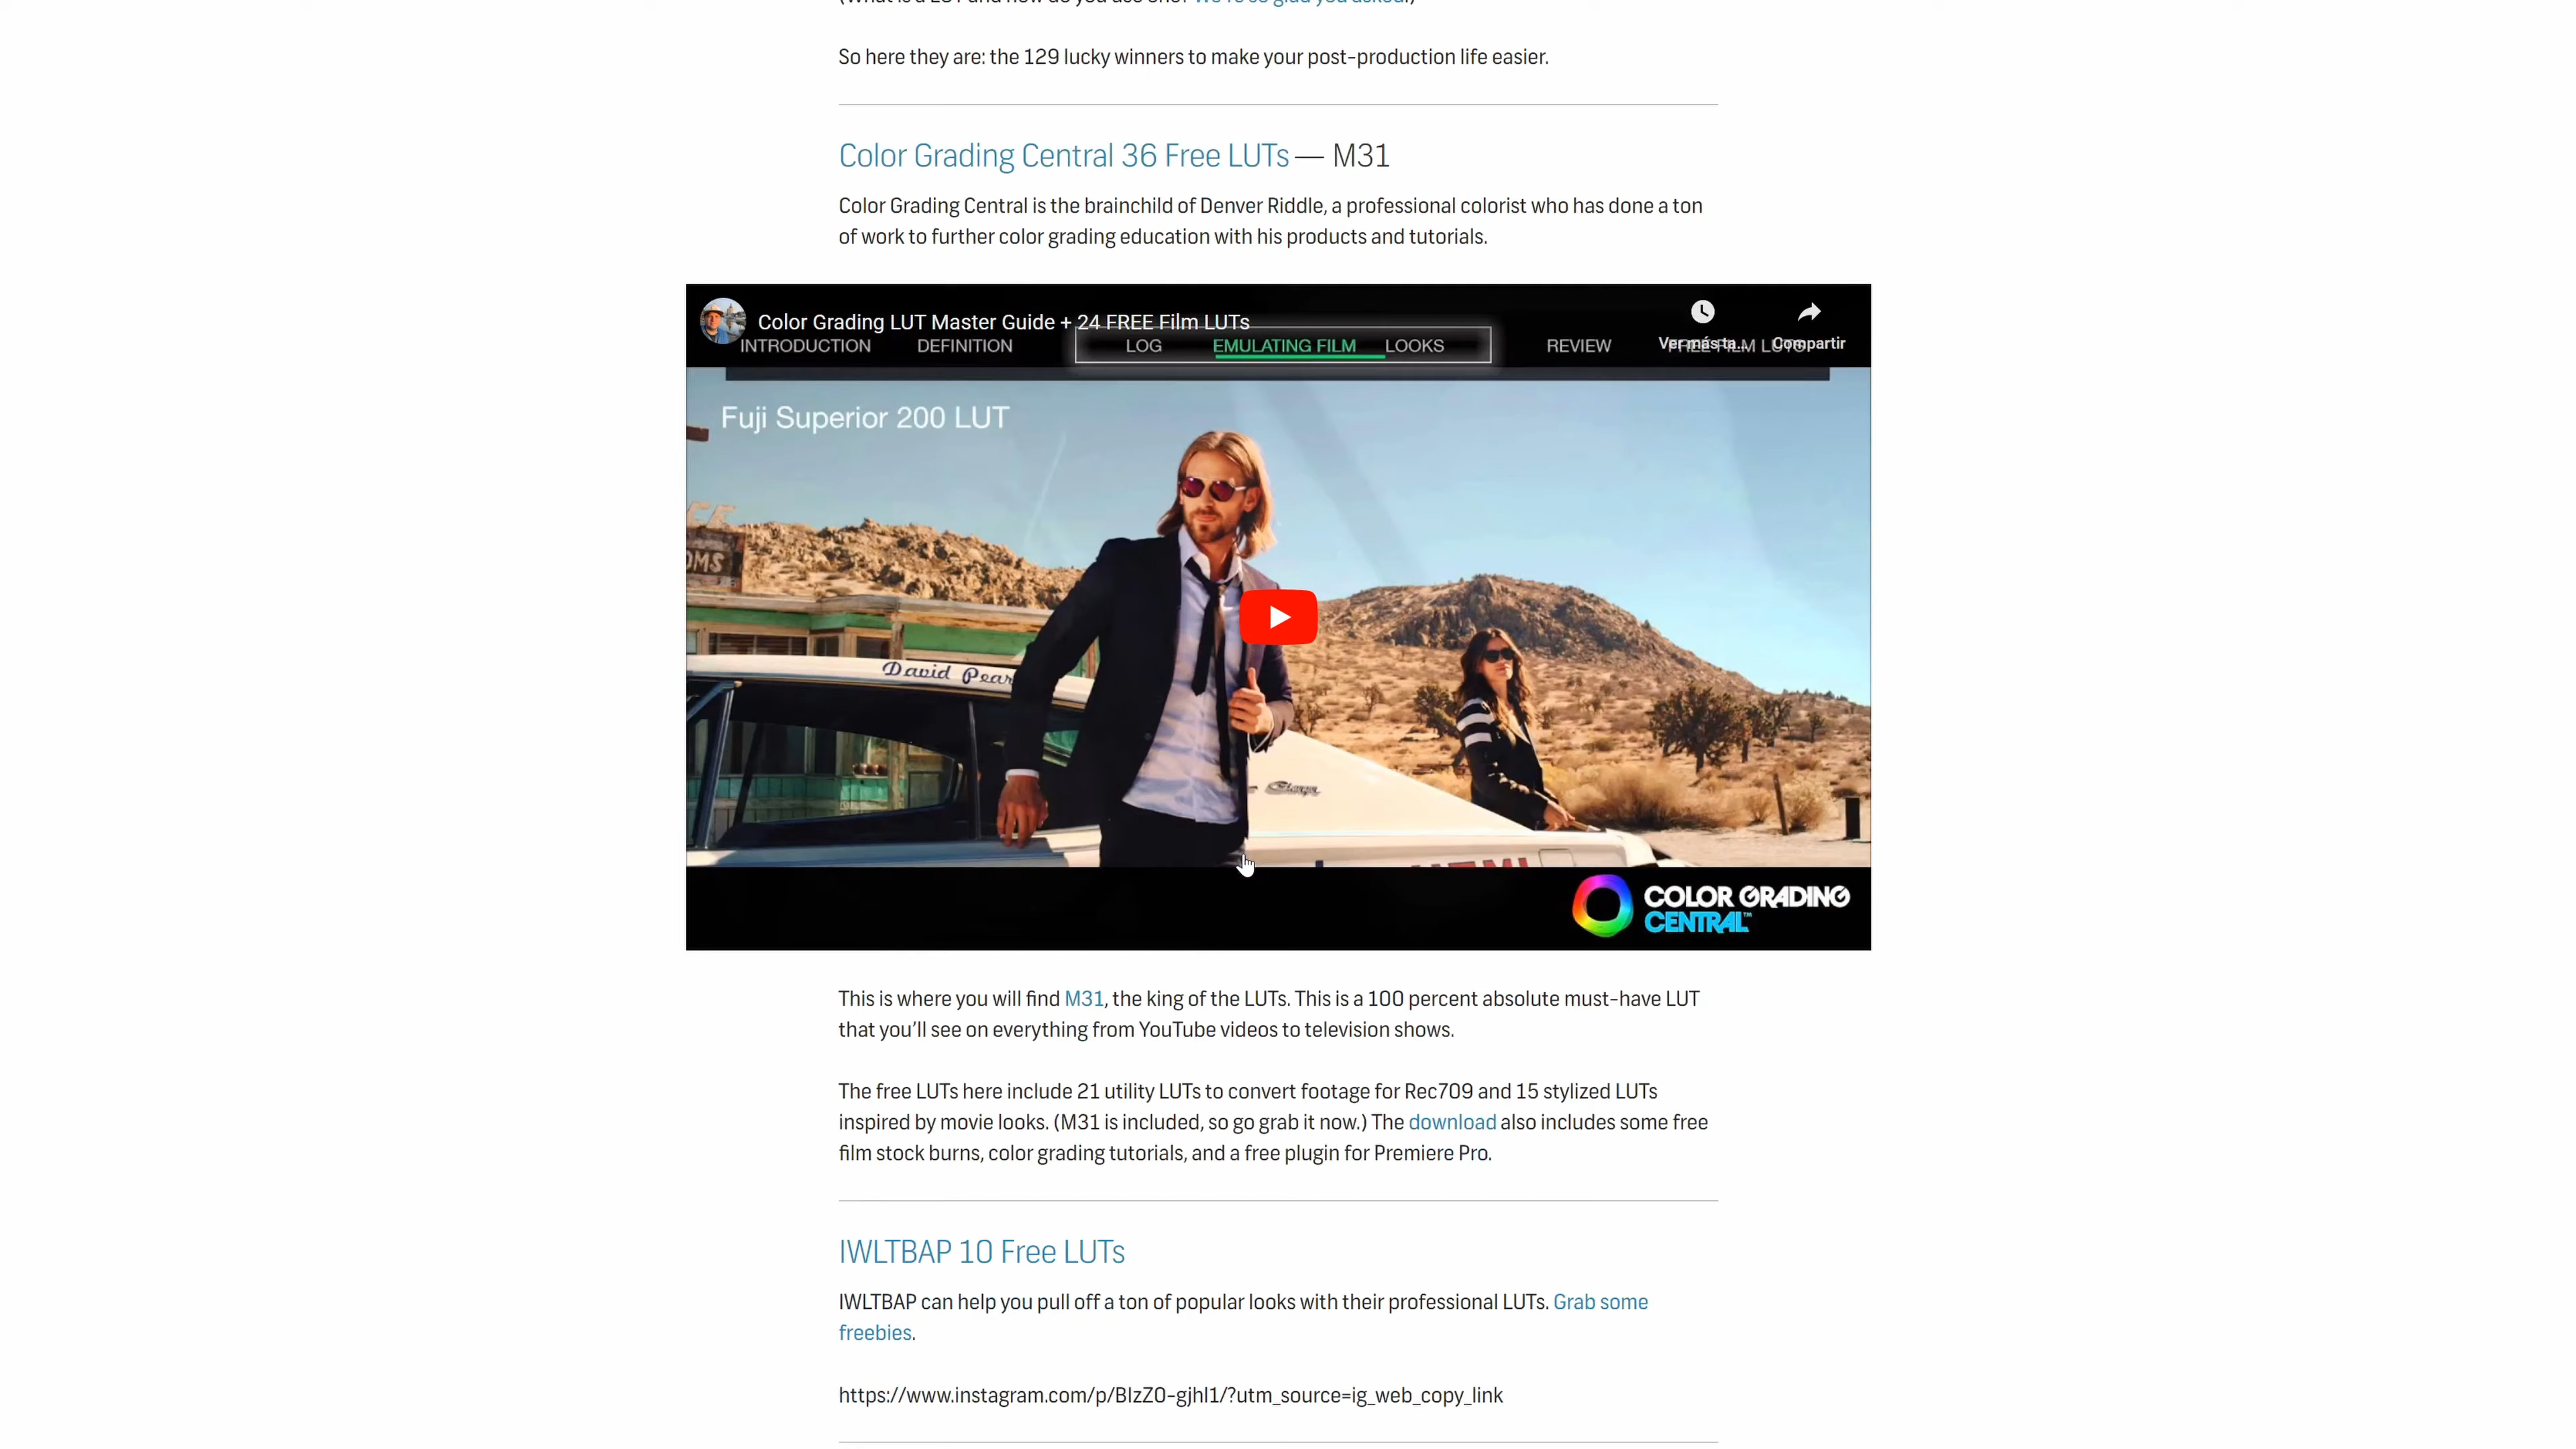 So here they are: the 129 lucky winners to make your post-production life easier.
Color Grading Central 36 Free LUTs — M31
Color Grading Central is the brainchild of Denver Riddle, a professional colorist who has done a ton
of work to further color grading education with his products and tutorials.
Color Grading LUT Master Guide + 24 FREE Film LUTs
Ver más ta...
Compartir
INTRODUCTION
DEFINITION
LOG
EMULATING FILM
LOOKS
REVIEW
FREE FILM LUTS
Fuji Superior 200 LUT
OMS
David Pear
COLOR GRADING
CENTRAL™
This is where you will find M31, the king of the LUTs. This is a 100 percent absolute must-have LUT
that you'll see on everything from YouTube videos to television shows.
The free LUTs here include 21 utility LUTs to convert footage for Rec709 and 15 stylized LUTs
inspired by movie looks. (M31 is included, so go grab it now.) The download also includes some free
film stock burns, color grading tutorials, and a free plugin for Premiere Pro.
IWLTBAP 10 Free LUTs
IWLTBAP can help you pull off a ton of popular looks with their professional LUTs. Grab some
freebies.
https://www.instagram.com/p/BIzZ0-gjhl1/?utm_source=ig_web_copy_link